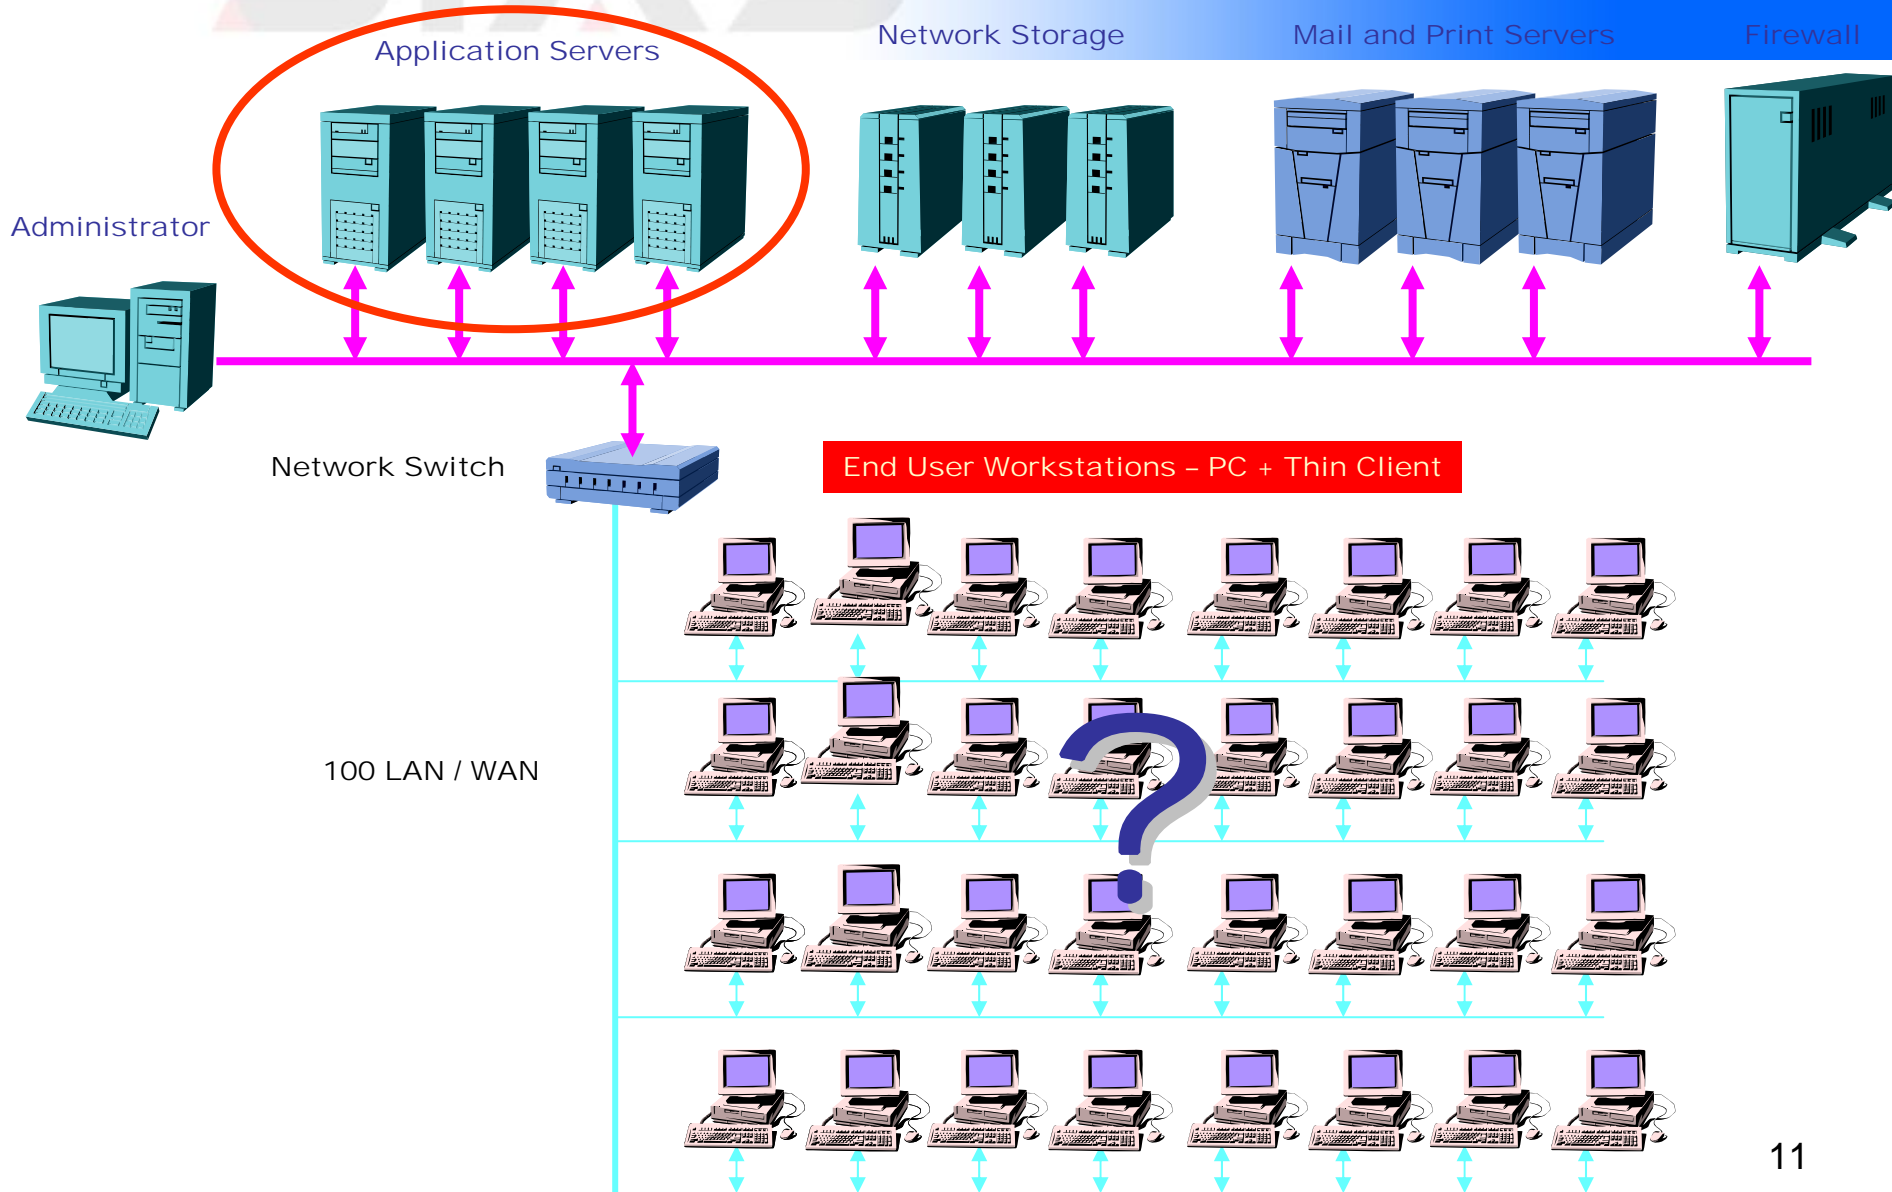 Application Servers
Network Storage
Mail and Print Servers
Firewall
Administrator
Network Switch
End User Workstations – PC + Thin Client
100 LAN / WAN
?
11